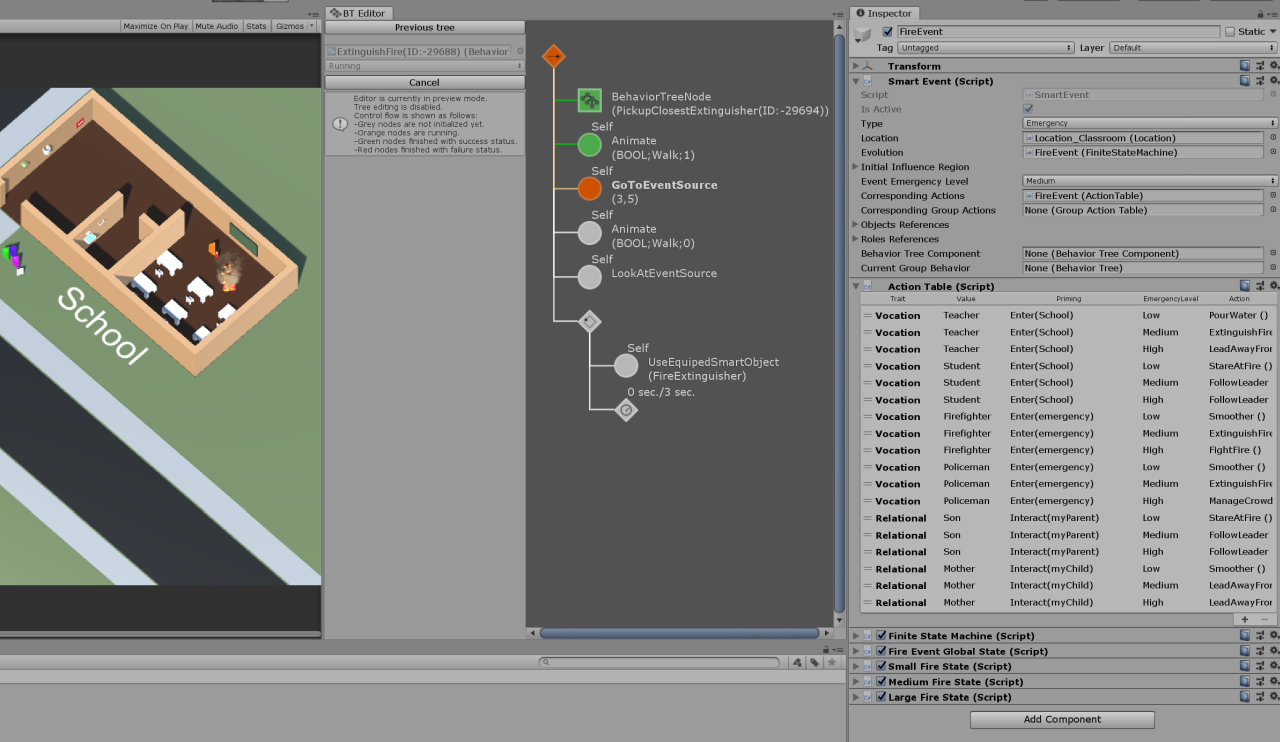 Maximize On Play Mute Audio Stats Gizmos
School
BT Editor
Previous tree
ExtinguishFire(ID:-29688) (Behavior
Running
Cancel
Editor is currently in preview mode.
Tree editing is disabled.
Control flow is shown as follows:
-Grey nodes are not initialized yet.
-Orange nodes are running.
-Green nodes finished with success status.
-Red nodes finished with failure status.
BehaviorTreeNode
(PickupClosestExtinguisher(ID:-29694))
Self
Animate
(BOOL;Walk;1)
Self
GoToEventSource
(3,5)
Self
Animate
(BOOL;Walk;0)
Self
LookAtEventSource
Self
UseEquipedSmartObject
(FireExtinguisher)
0 sec./3 sec.
Inspector
FireEvent Static
Tag Untagged Layer Default
Transform
Smart Event (Script)
Script SmartEvent
Is Active
Type Emergency
Location Location_Classroom (Location)
Evolution FireEvent (FiniteStateMachine)
Initial Influence Region
Event Emergency Level Medium
Corresponding Actions FireEvent (ActionTable)
Corresponding Group Actions None (Group Action Table)
Objects References
Roles References
Behavior Tree Component None (Behavior Tree Component)
Current Group Behavior None (Behavior Tree)
Action Table (Script)
Trait Value Priming EmergencyLevel Action
Vocation Teacher Enter(School) Low PourWater ()
Vocation Teacher Enter(School) Medium ExtinguishFire
Vocation Teacher Enter(School) High LeadAwayFror
Vocation Student Enter(School) Low StareAtFire ()
Vocation Student Enter(School) Medium FollowLeader
Vocation Student Enter(School) High FollowLeader
Vocation Firefighter Enter(emergency) Low Smoother ()
Vocation Firefighter Enter(emergency) Medium ExtinguishFire
Vocation Firefighter Enter(emergency) High FightFire ()
Vocation Policeman Enter(emergency) Low Smoother ()
Vocation Policeman Enter(emergency) Medium ExtinguishFire
Vocation Policeman Enter(emergency) High ManageCrowd
Relational Son Interact(myParent) Low StareAtFire ()
Relational Son Interact(myParent) Medium FollowLeader
Relational Son Interact(myParent) High FollowLeader
Relational Mother Interact(myChild) Low Smoother ()
Relational Mother Interact(myChild) Medium LeadAwayFror
Relational Mother Interact(myChild) High LeadAwayFror
Finite State Machine (Script)
Fire Event Global State (Script)
Small Fire State (Script)
Medium Fire State (Script)
Large Fire State (Script)
Add Component